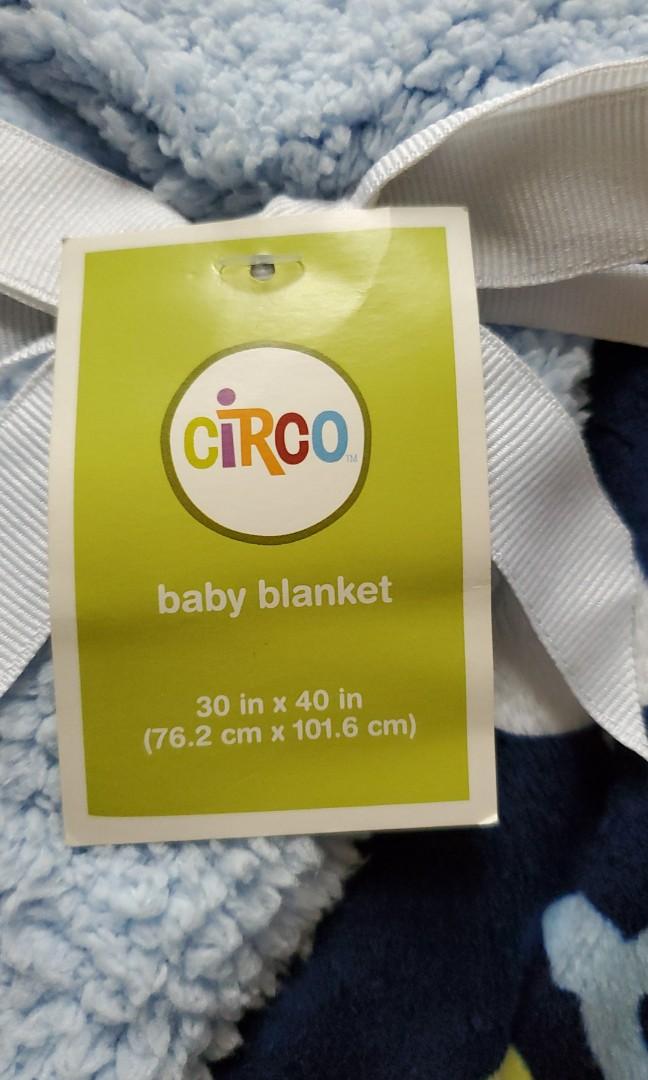 CiRCO™
baby blanket
30 in x 40 in
(76.2 cm x 101.6 cm)